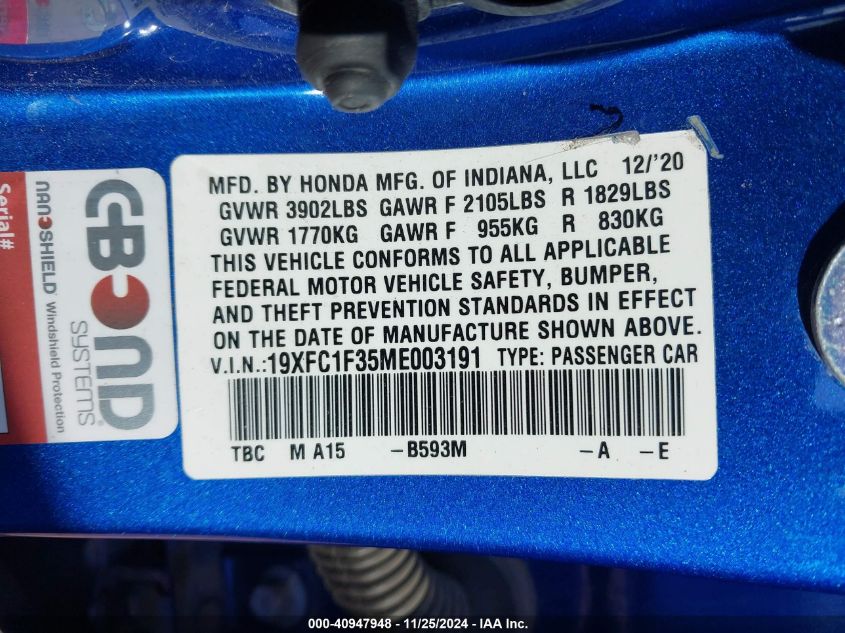 MFD. BY HONDA MFG. OF INDIANA, LLC 12/'20
GVWR 3902LBS GAWR F 2105LBS R 1829LBS
GVWR 1770KG GAWR F 955KG R 830KG
THIS VEHICLE CONFORMS TO ALL APPLICABLE
FEDERAL MOTOR VEHICLE SAFETY, BUMPER,
AND THEFT PREVENTION STANDARDS IN EFFECT
ON THE DATE OF MANUFACTURE SHOWN ABOVE.
V.I.N.:19XFC1F35ME003191 TYPE: PASSENGER CAR
TBC M A15 -B593M -A -E
C-BOND
SYSTEMS
NANOSHIELD Windshield Protection
Serial#
000-40947948 - 11/25/2024 - IAA Inc.